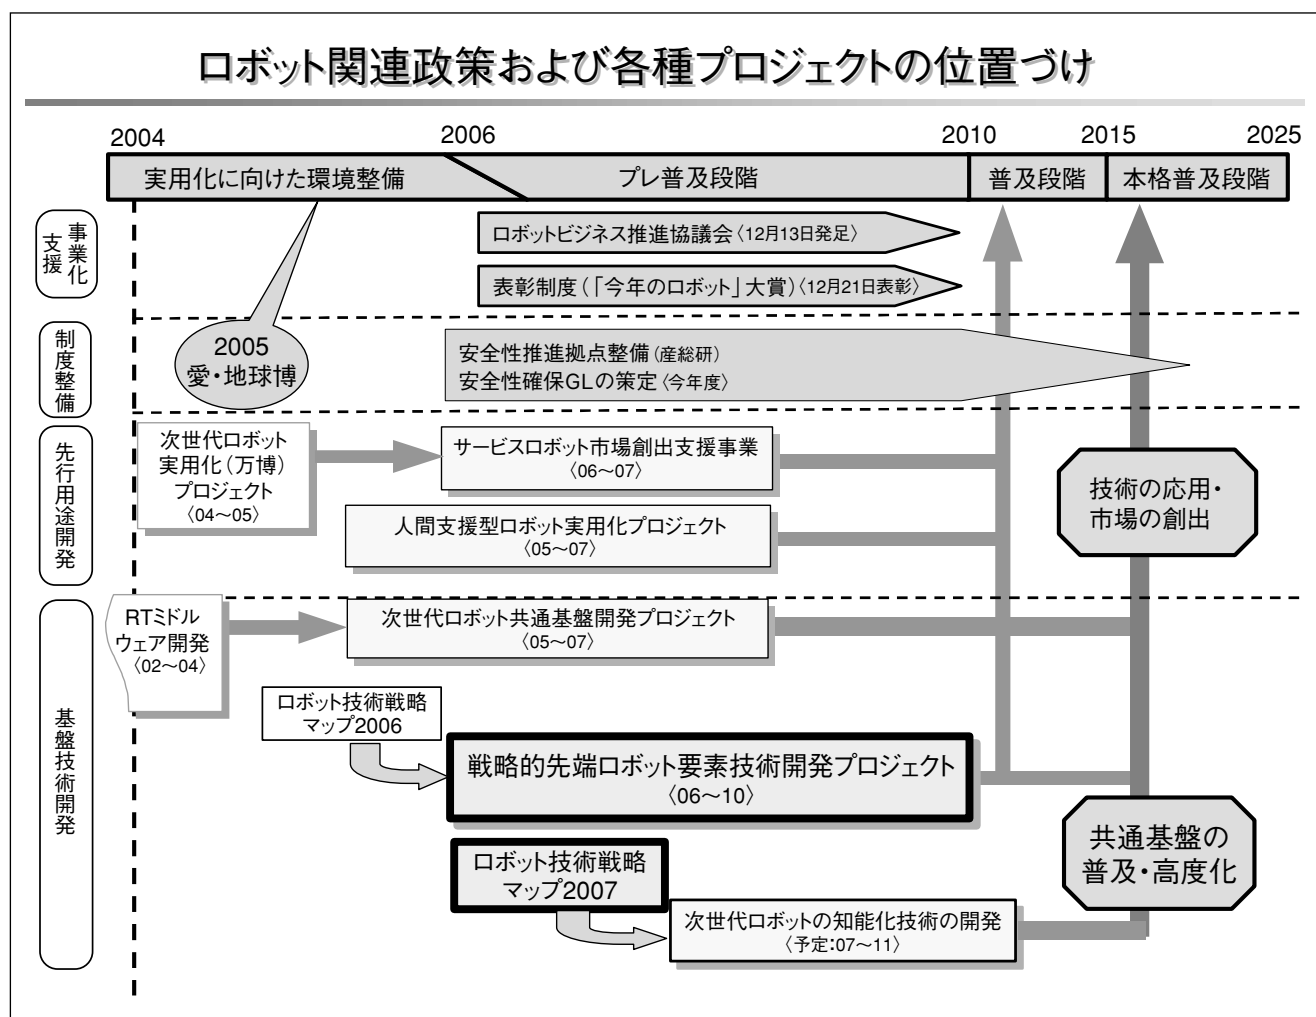 ロボット関連政策および各種プロジェクトの位置づけ
2004
2006
2010
2015
2025
実用化に向けた環境整備
プレ普及段階
普及段階
本格普及段階
事業化
支援
ロボットビジネス推進協議会〈12月13日発足〉
表彰制度(「今年のロボット」大賞)〈12月21日表彰〉
制度整備
2005
愛・地球博
安全性推進拠点整備(産総研)
安全性確保GLの策定〈今年度〉
先行用途開発
次世代ロボット
実用化(万博)
プロジェクト
〈04～05〉
サービスロボット市場創出支援事業
〈06～07〉
人間支援型ロボット実用化プロジェクト
〈05～07〉
技術の応用・
市場の創出
基盤技術開発
RTミドル
ウェア開発
〈02～04〉
次世代ロボット共通基盤開発プロジェクト
〈05～07〉
ロボット技術戦略
マップ2006
戦略的先端ロボット要素技術開発プロジェクト
〈06～10〉
ロボット技術戦略
マップ2007
次世代ロボットの知能化技術の開発
〈予定:07～11〉
共通基盤の
普及・高度化